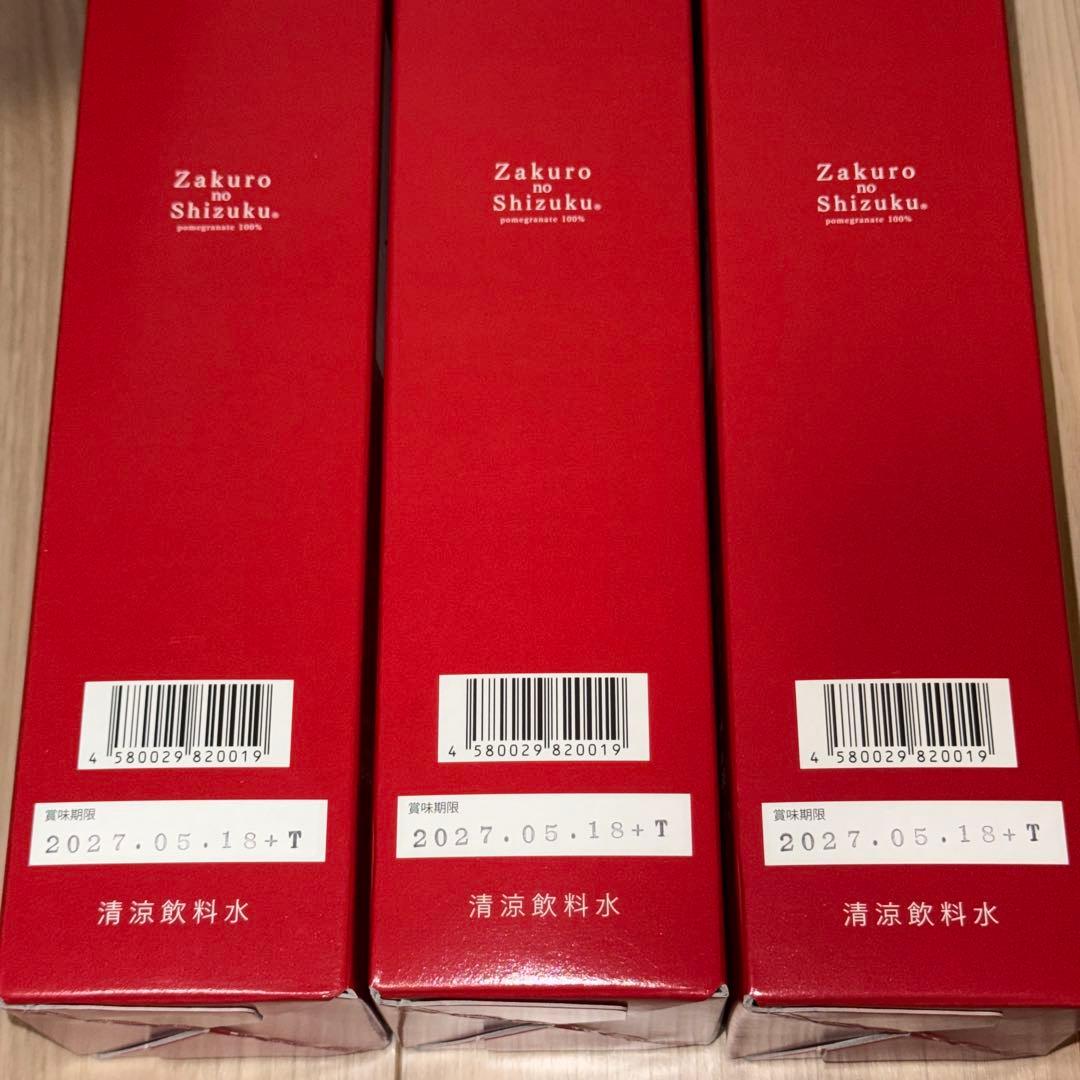 Zakuro
no
Shizuku®
pomegranate 100%
4 580029 820019
賞味期限
2027.05.18+T
清涼飲料水
Zakuro
no
Shizuku®
pomegranate 100%
4 580029 820019
賞味期限
2027.05.18+T
清涼飲料水
Zakuro
no
Shizuku®
pomegranate 100%
4 580029 820019
賞味期限
2027.05.18+T
清涼飲料水